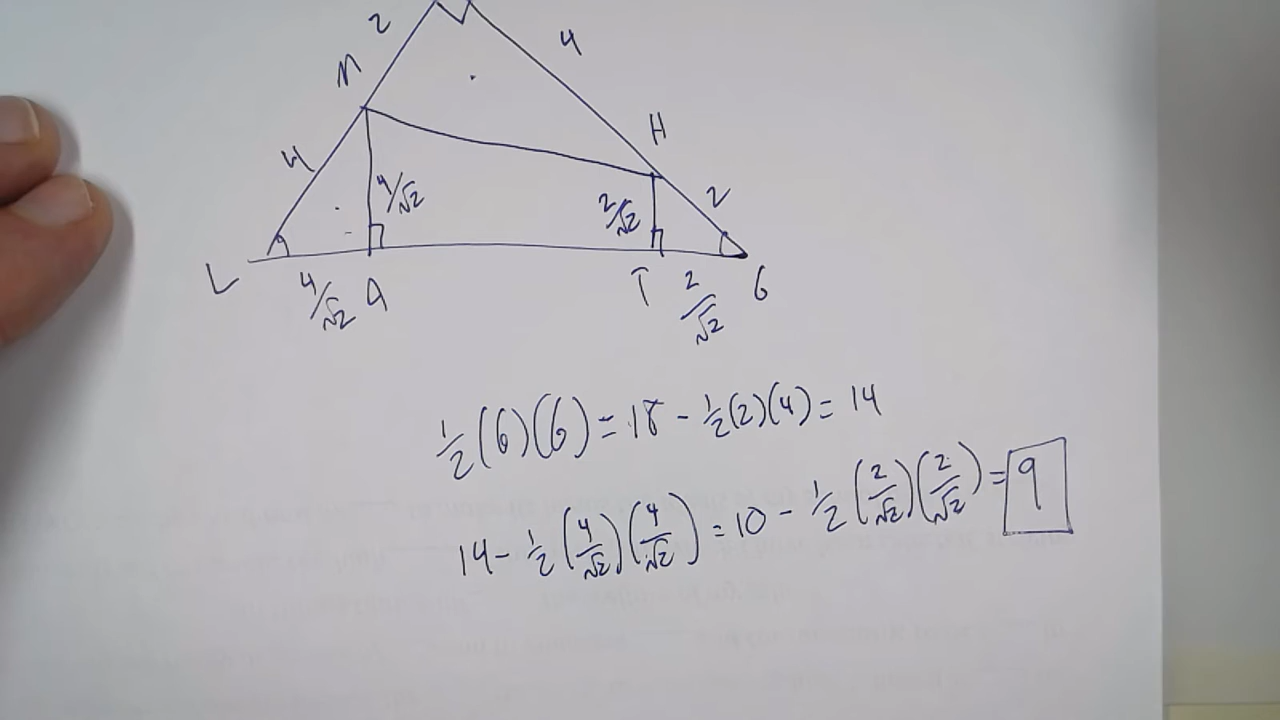 2
4
M
H
4
4/√2
2/√2
2
L
4/√2
A
T
2/√2
G
1/2(6)(6) = 18 - 1/2(2)(4) = 14
14 - 1/2(4/√2)(4/√2) = 10 - 1/2(2/√2)(2/√2) = 9